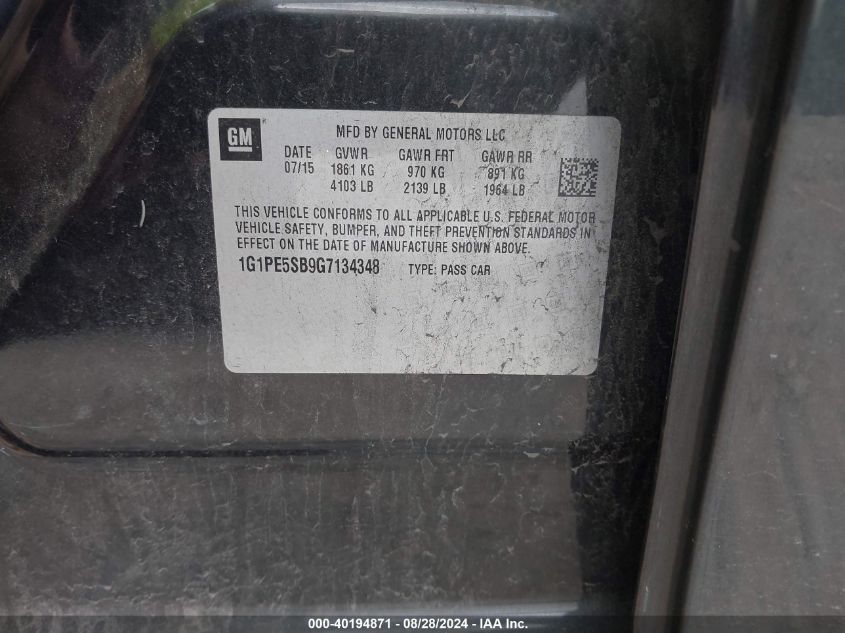 GM
MFD BY GENERAL MOTORS LLC
DATE GVWR GAWR FRT GAWR RR
07/15 1861 KG 970 KG 891 KG
4103 LB 2139 LB 1964 LB
THIS VEHICLE CONFORMS TO ALL APPLICABLE U.S. FEDERAL MOTOR
VEHICLE SAFETY, BUMPER, AND THEFT PREVENTION STANDARDS IN
EFFECT ON THE DATE OF MANUFACTURE SHOWN ABOVE.
1G1PE5SB9G7134348 TYPE: PASS CAR
000-40194871 - 08/28/2024 - IAA Inc.